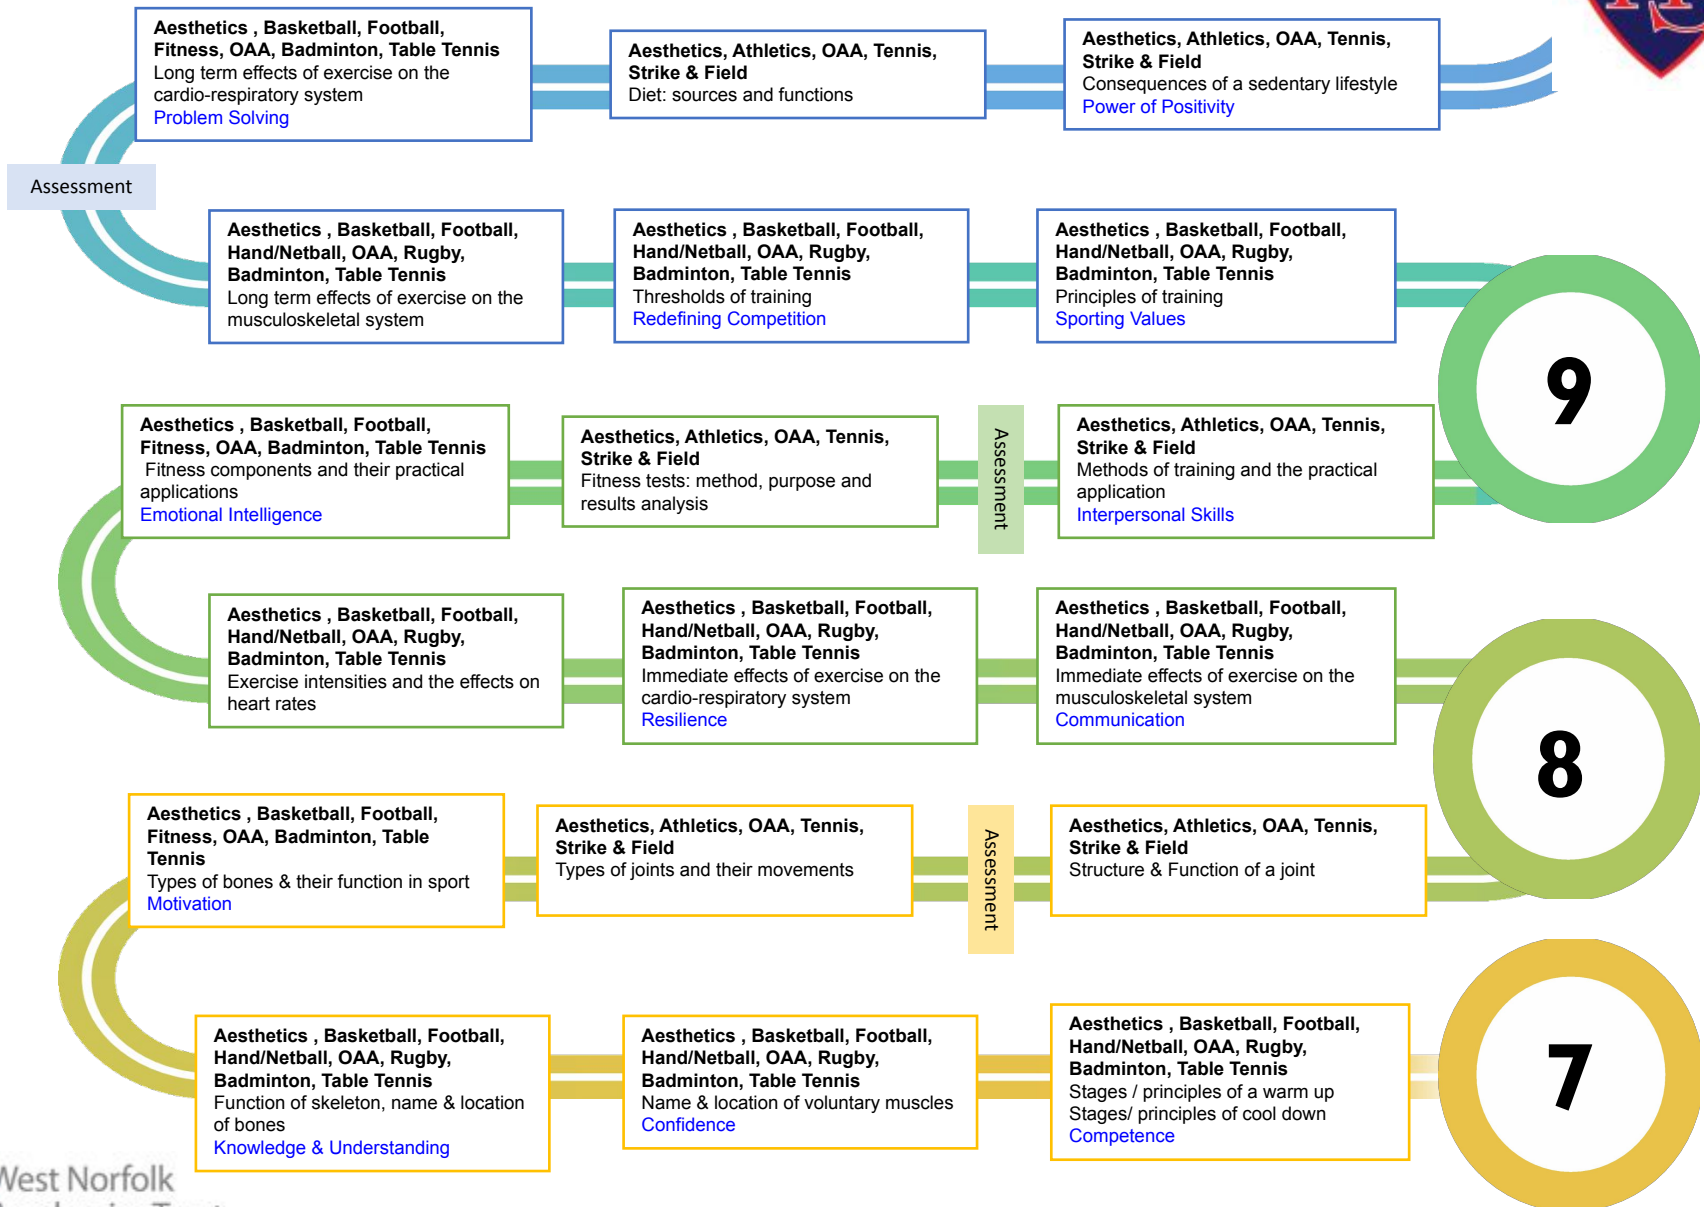 Aesthetics , Basketball, Football,
Fitness, OAA, Badminton, Table Tennis
Long term effects of exercise on the
cardio-respiratory system
Problem Solving
Aesthetics, Athletics, OAA, Tennis,
Strike & Field
Diet: sources and functions
Aesthetics, Athletics, OAA, Tennis,
Strike & Field
Consequences of a sedentary lifestyle
Power of Positivity
Assessment
Aesthetics , Basketball, Football,
Hand/Netball, OAA, Rugby,
Badminton, Table Tennis
Long term effects of exercise on the
musculoskeletal system
Aesthetics , Basketball, Football,
Hand/Netball, OAA, Rugby,
Badminton, Table Tennis
Thresholds of training
Redefining Competition
Aesthetics , Basketball, Football,
Hand/Netball, OAA, Rugby,
Badminton, Table Tennis
Principles of training
Sporting Values
9
Aesthetics , Basketball, Football,
Fitness, OAA, Badminton, Table Tennis
Fitness components and their practical
applications
Emotional Intelligence
Aesthetics, Athletics, OAA, Tennis,
Strike & Field
Fitness tests: method, purpose and
results analysis
Assessment
Aesthetics, Athletics, OAA, Tennis,
Strike & Field
Methods of training and the practical
application
Interpersonal Skills
Aesthetics , Basketball, Football,
Hand/Netball, OAA, Rugby,
Badminton, Table Tennis
Exercise intensities and the effects on
heart rates
Aesthetics , Basketball, Football,
Hand/Netball, OAA, Rugby,
Badminton, Table Tennis
Immediate effects of exercise on the
cardio-respiratory system
Resilience
Aesthetics , Basketball, Football,
Hand/Netball, OAA, Rugby,
Badminton, Table Tennis
Immediate effects of exercise on the
musculoskeletal system
Communication
8
Aesthetics , Basketball, Football,
Fitness, OAA, Badminton, Table
Tennis
Types of bones & their function in sport
Motivation
Aesthetics, Athletics, OAA, Tennis,
Strike & Field
Types of joints and their movements
Assessment
Aesthetics, Athletics, OAA, Tennis,
Strike & Field
Structure & Function of a joint
Aesthetics , Basketball, Football,
Hand/Netball, OAA, Rugby,
Badminton, Table Tennis
Function of skeleton, name & location
of bones
Knowledge & Understanding
Aesthetics , Basketball, Football,
Hand/Netball, OAA, Rugby,
Badminton, Table Tennis
Name & location of voluntary muscles
Confidence
Aesthetics , Basketball, Football,
Hand/Netball, OAA, Rugby,
Badminton, Table Tennis
Stages / principles of a warm up
Stages/ principles of cool down
Competence
7
West Norfolk